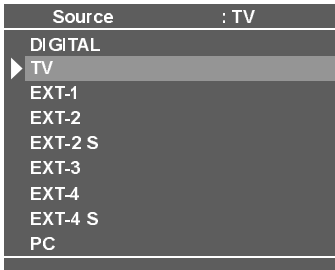 Source : TV
DIGITAL
TV
EXT-1
EXT-2
EXT-2 S
EXT-3
EXT-4
EXT-4 S
PC